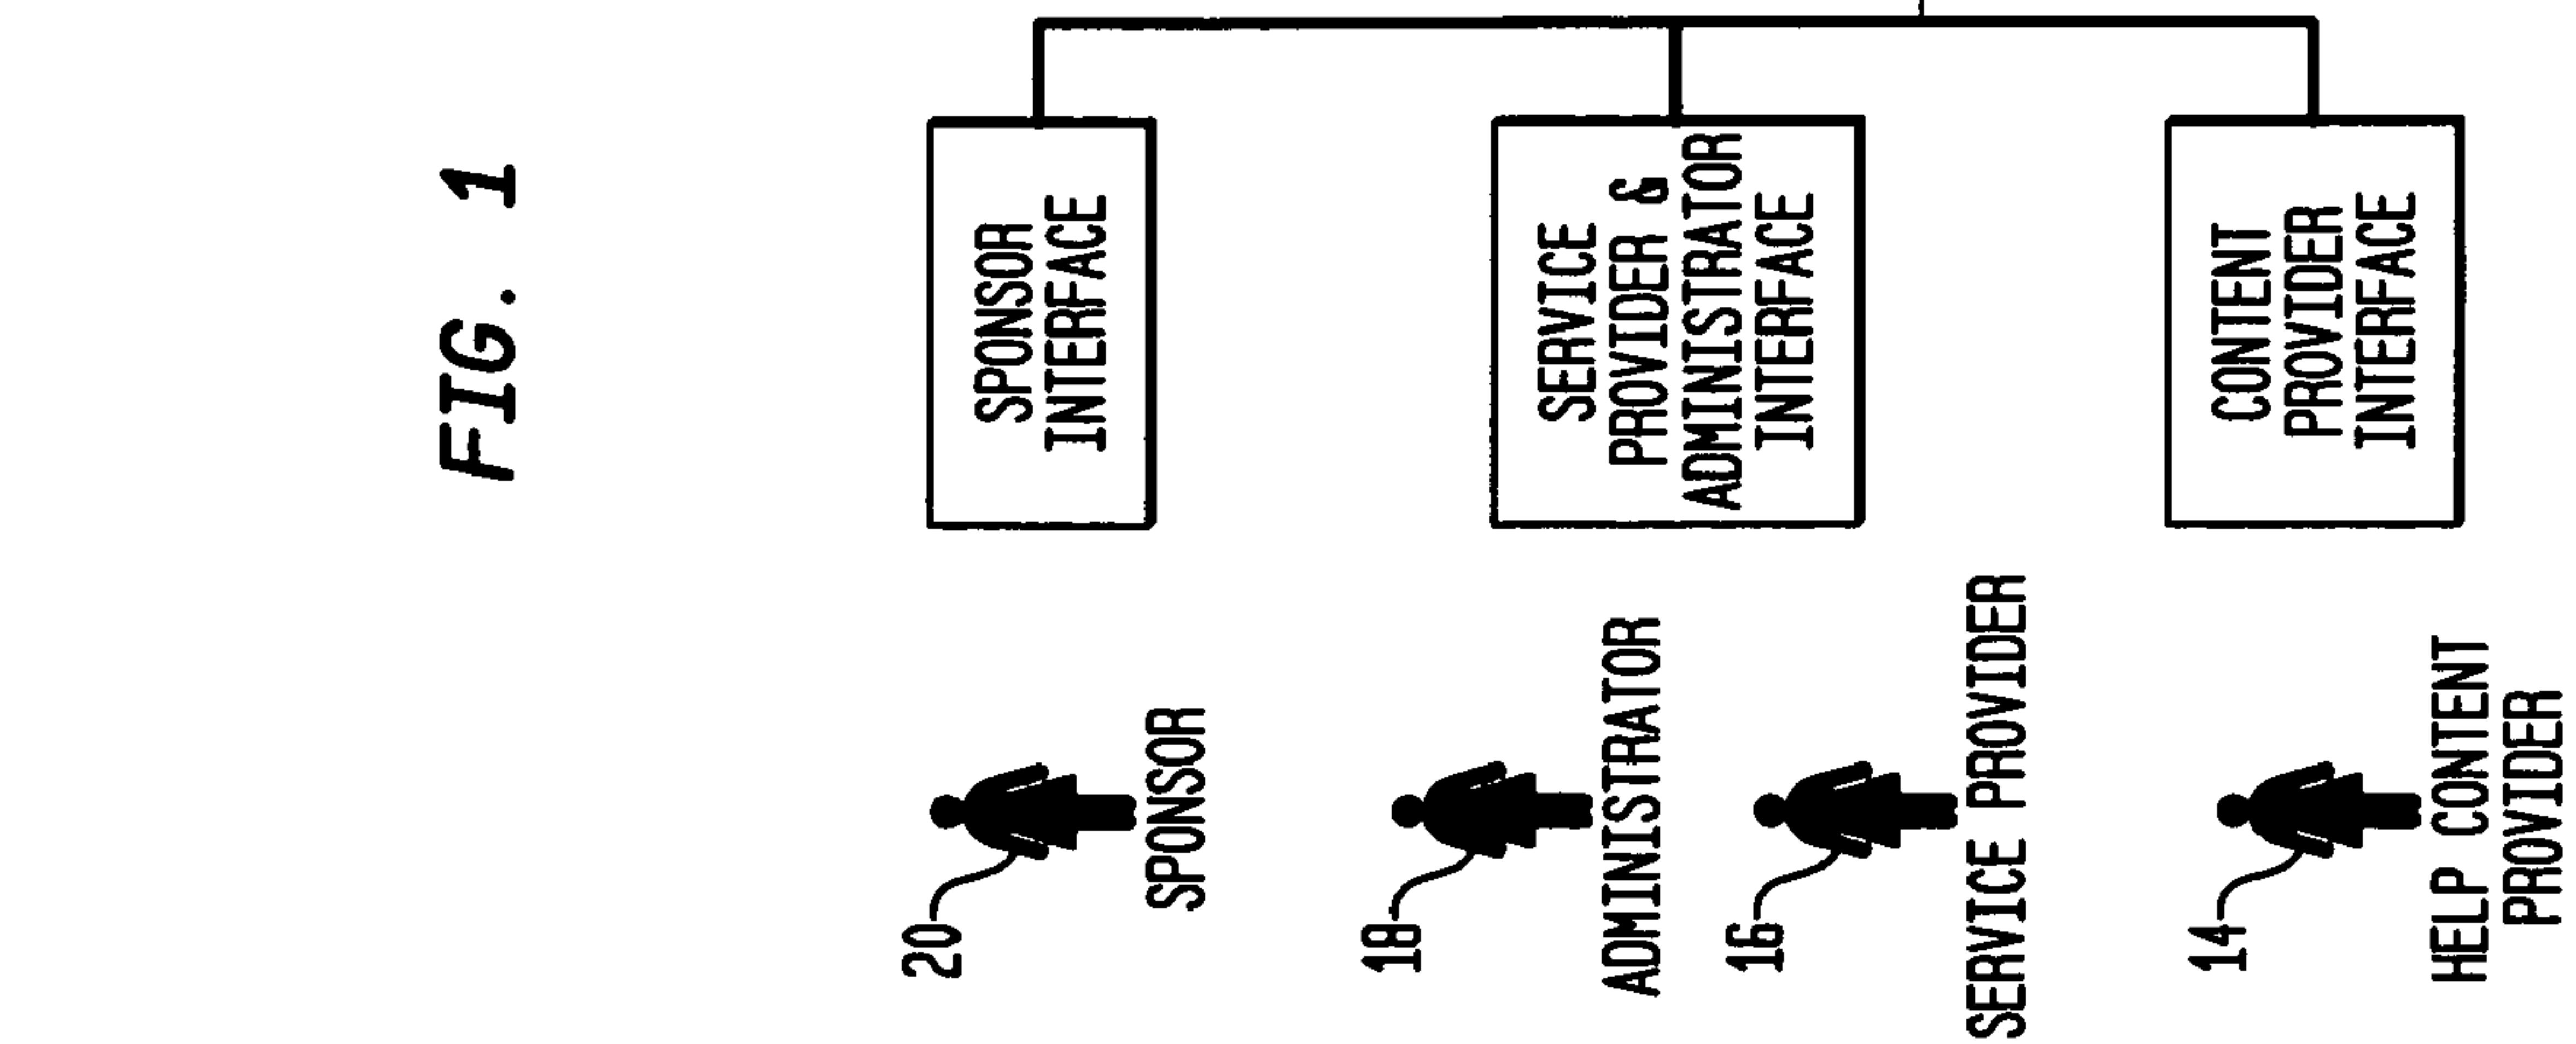 FIG. 1
20
SPONSOR
SPONSOR
INTERFACE
18
ADMINISTRATOR
16
SERVICE PROVIDER
SERVICE
PROVIDER &
ADMINISTRATOR
INTERFACE
14
HELP CONTENT
PROVIDER
CONTENT
PROVIDER
INTERFACE